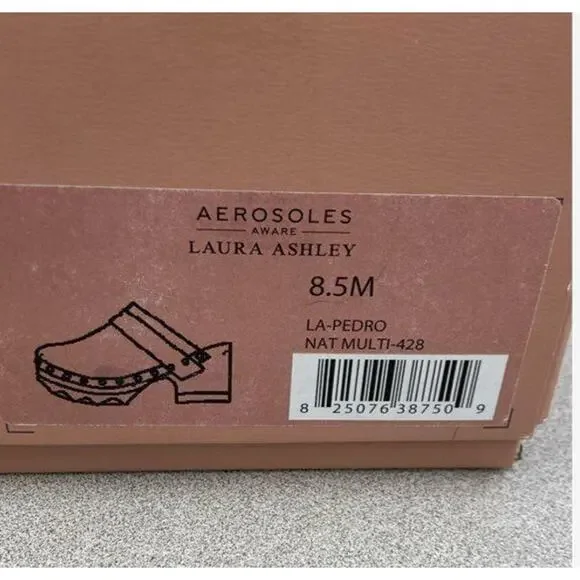 AEROSOLES
AWARE
LAURA ASHLEY
8.5M
LA-PEDRO
NAT MULTI-428
8 25076 38750 9